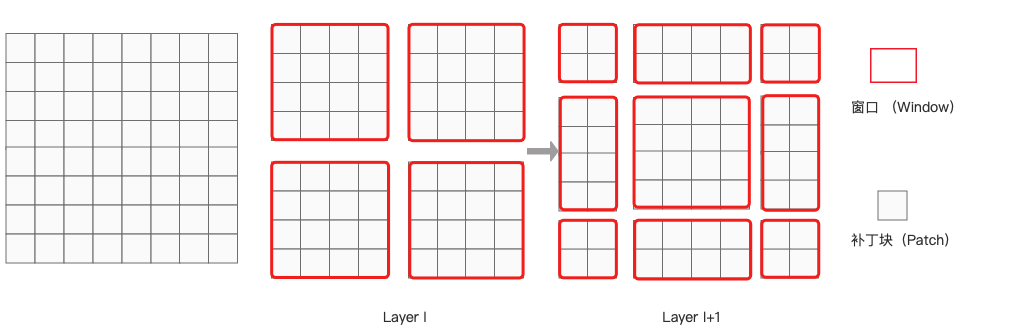 窗口 （Window）
补丁块（Patch）
Layer l
Layer l+1